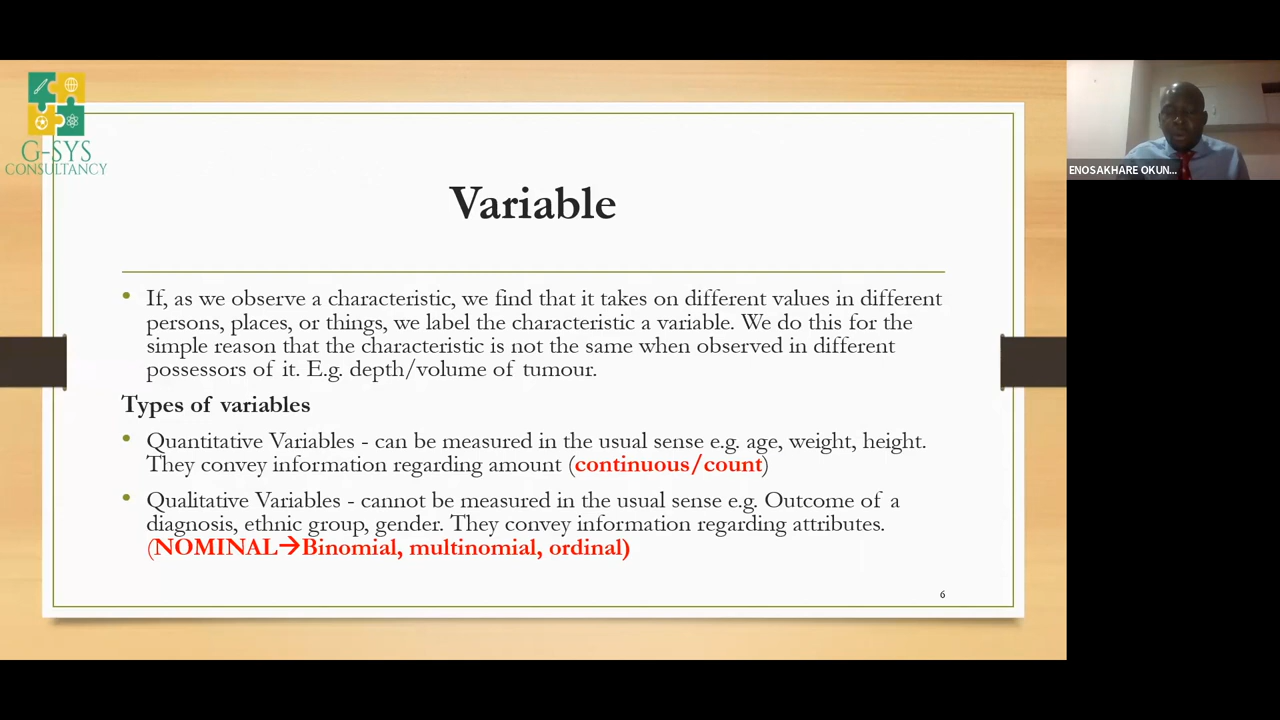 G-SYS
CONSULTANCY
Variable
• If, as we observe a characteristic, we find that it takes on different values in different
persons, places, or things, we label the characteristic a variable. We do this for the
simple reason that the characteristic is not the same when observed in different
possessors of it. E.g. depth/volume of tumour.
Types of variables
• Quantitative Variables - can be measured in the usual sense e.g. age, weight, height.
They convey information regarding amount (continuous/count)
• Qualitative Variables - cannot be measured in the usual sense e.g. Outcome of a
diagnosis, ethnic group, gender. They convey information regarding attributes.
(NOMINAL→Binomial, multinomial, ordinal)
6
ENOSAKHARE OKUN...